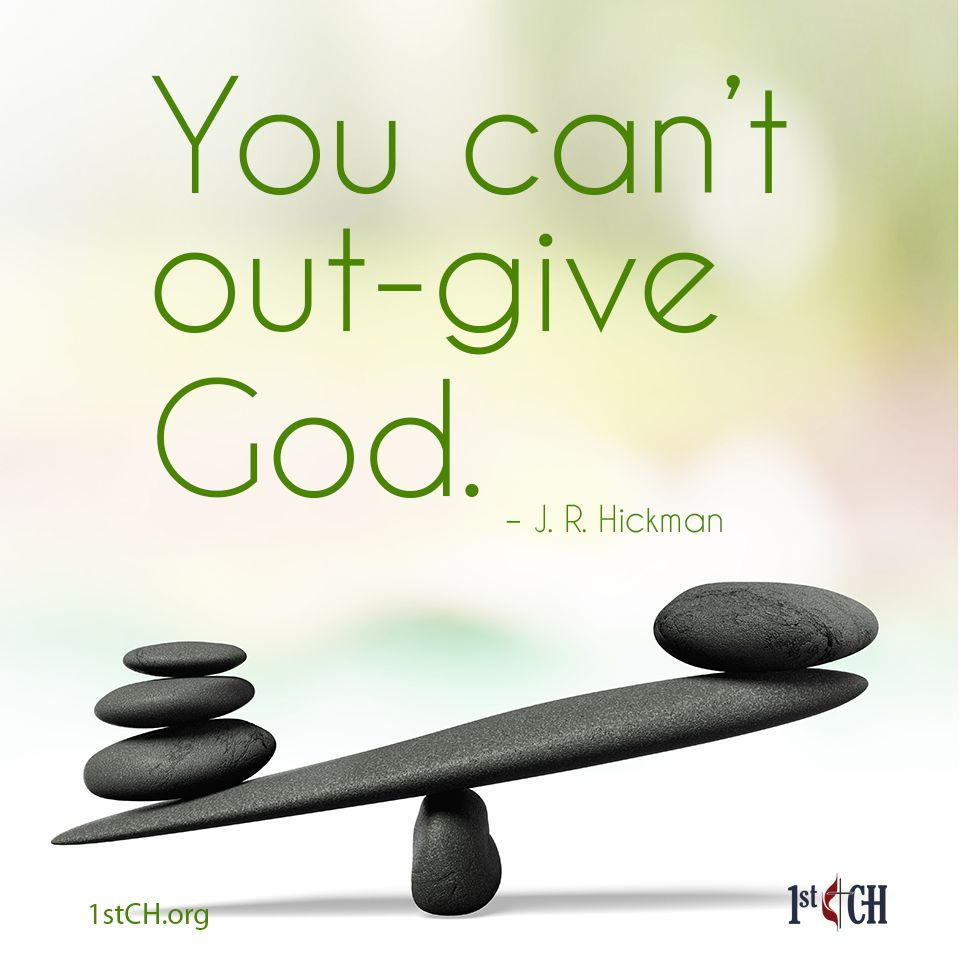 You can't
out-give
God.
– J. R. Hickman
1stCH.org
1st CH